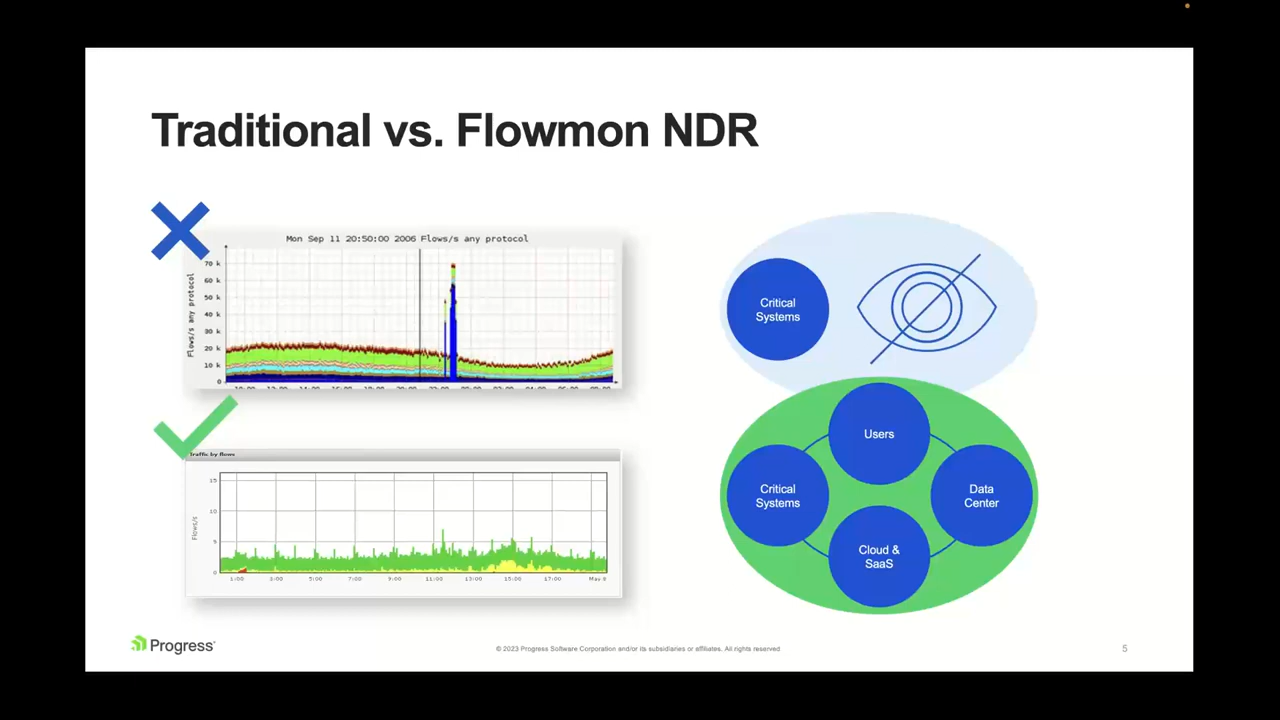 Traditional vs. Flowmon NDR
Mon Sep 11 20:50:00 2006 Flows/s any protocol
Flows/s any protocol
70 k
60 k
50 k
40 k
30 k
20 k
10 k
0
Critical
Systems
Traffic by flows
Flows/s
15
10
5
0
1:00 3:00 5:00 7:00 9:00 11:00 13:00 15:00 17:00 May 8
Users
Critical
Systems
Data
Center
Cloud &
SaaS
Progress
© 2023 Progress Software Corporation and/or its subsidiaries or affiliates. All rights reserved
5